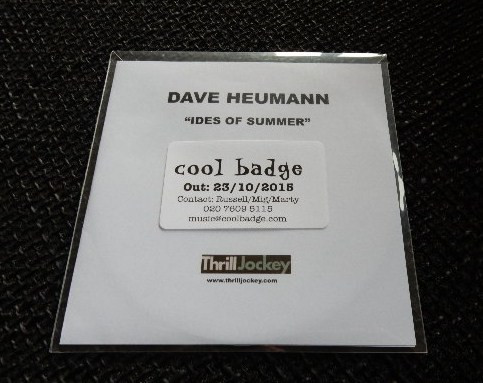 DAVE HEUMANN
"IDES OF SUMMER"
cool badge
Out: 23/10/2015
Contact: Russell/Mig/Marty
020 7609 5115
music@coolbadge.com
ThrillJockey
www.thrilljockey.com